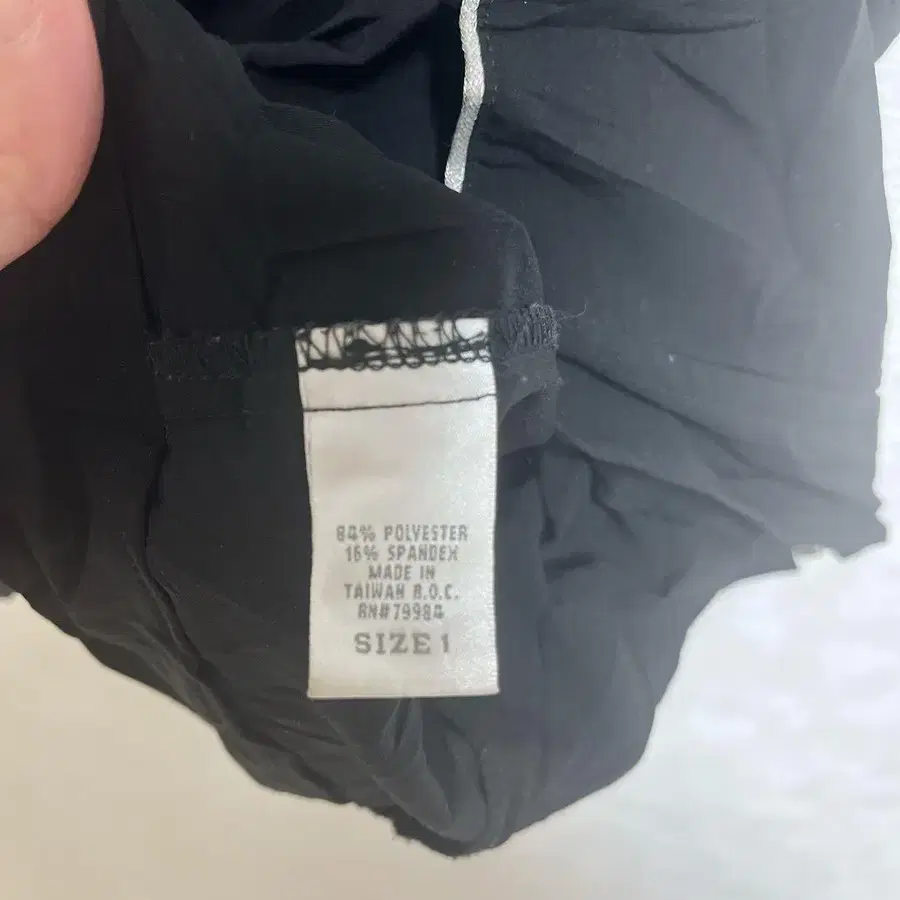 84% POLYESTER
16% SPANDEX
MADE IN
TAIWAN R.O.C.
RN#79984
SIZE 1